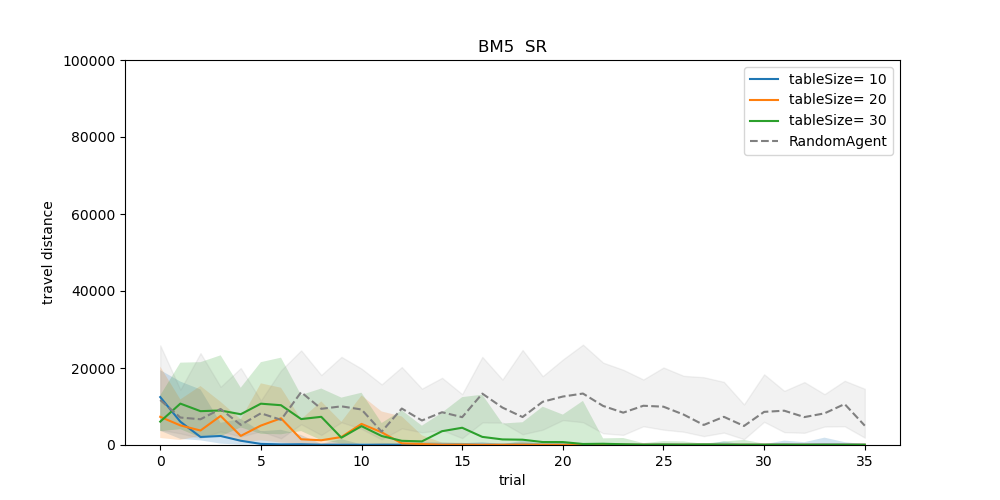 BM5  SR
100000
80000
60000
40000
20000
0
travel distance
tableSize= 10
tableSize= 20
tableSize= 30
RandomAgent
0 5 10 15 20 25 30 35
trial